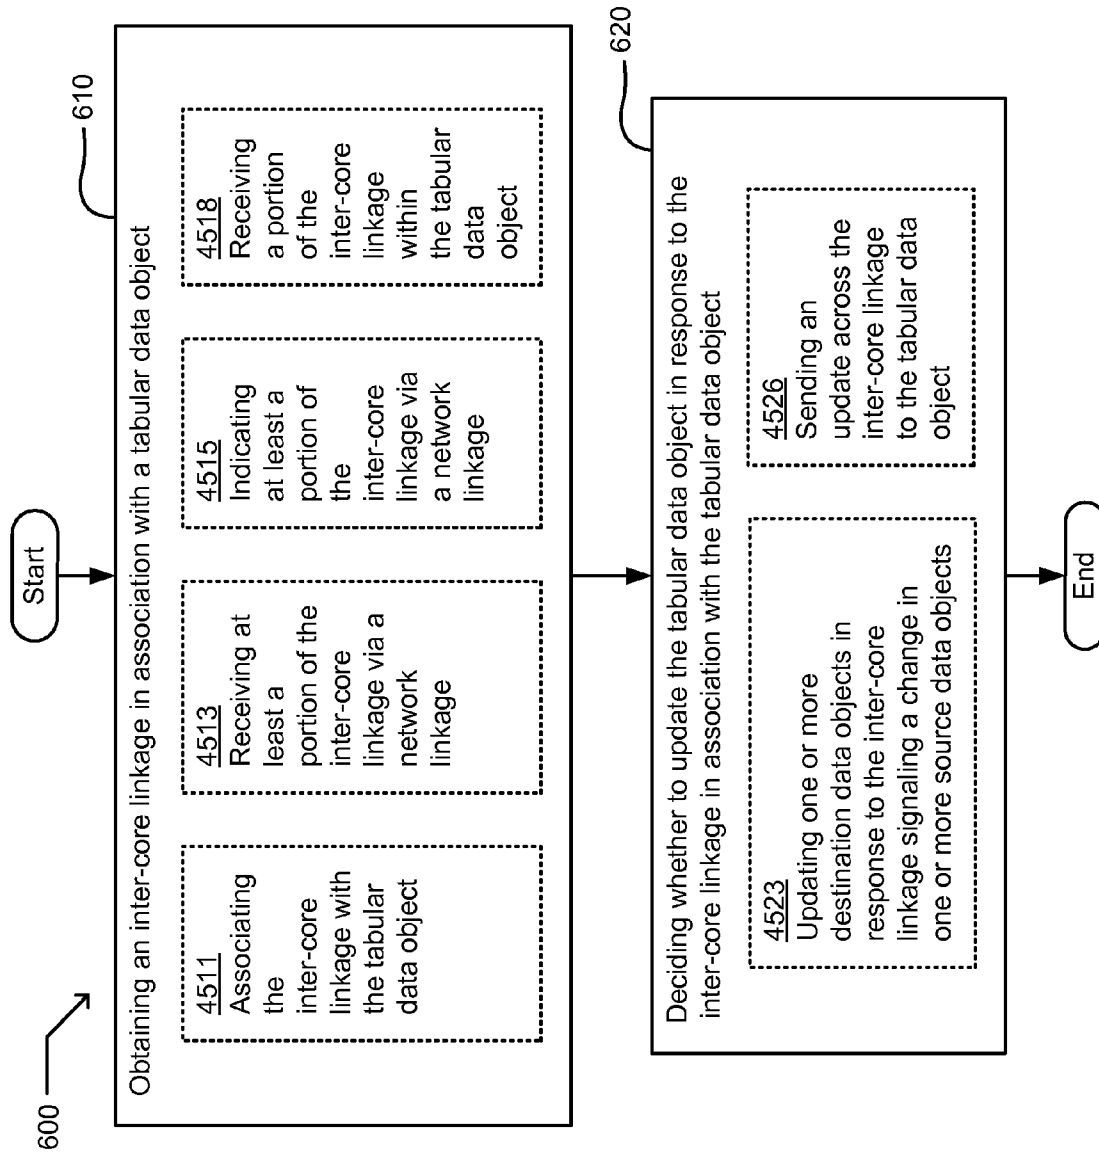 600
Start
610
Obtaining an inter-core linkage in association with a tabular data object
4511
Associating
the
inter-core
linkage with
the tabular
data object
4513
Receiving at
least a
portion of the
inter-core
linkage via a
network
linkage
4515
Indicating
at least a
portion of
the
inter-core
linkage via
a network
linkage
4518
Receiving
a portion
of the
inter-core
linkage
within
the tabular
data
object
620
Deciding whether to update the tabular data object in response to the
inter-core linkage in association with the tabular data object
4523
Updating one or more
destination data objects in
response to the inter-core
linkage signaling a change in
one or more source data objects
4526
Sending an
update across the
inter-core linkage
to the tabular data
object
End